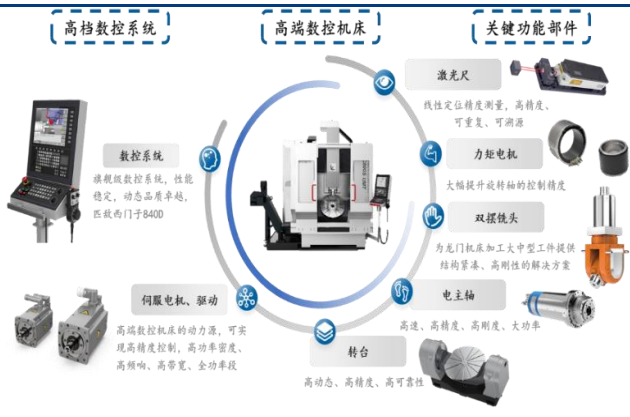 高档数控系统
高端数控机床
关键功能部件
激光尺
线性定位精度测量，高精度、
可重复、可溯源
数控系统
旗舰级数控系统，性能
稳定，动态品质卓越，
匹敌西门子840D
力矩电机
大幅提升旋转轴的控制精度
双摆铣头
为龙门机床加工大中型工件提供
结构紧凑、高刚性的解决方案
伺服电机、驱动
高端数控机床的动力源，可实
现高精度控制，高功率密度、
高频响、高带宽、全功率段
电主轴
高速、高精度、高刚度、大功率
转台
高动态、高精度、高可靠性